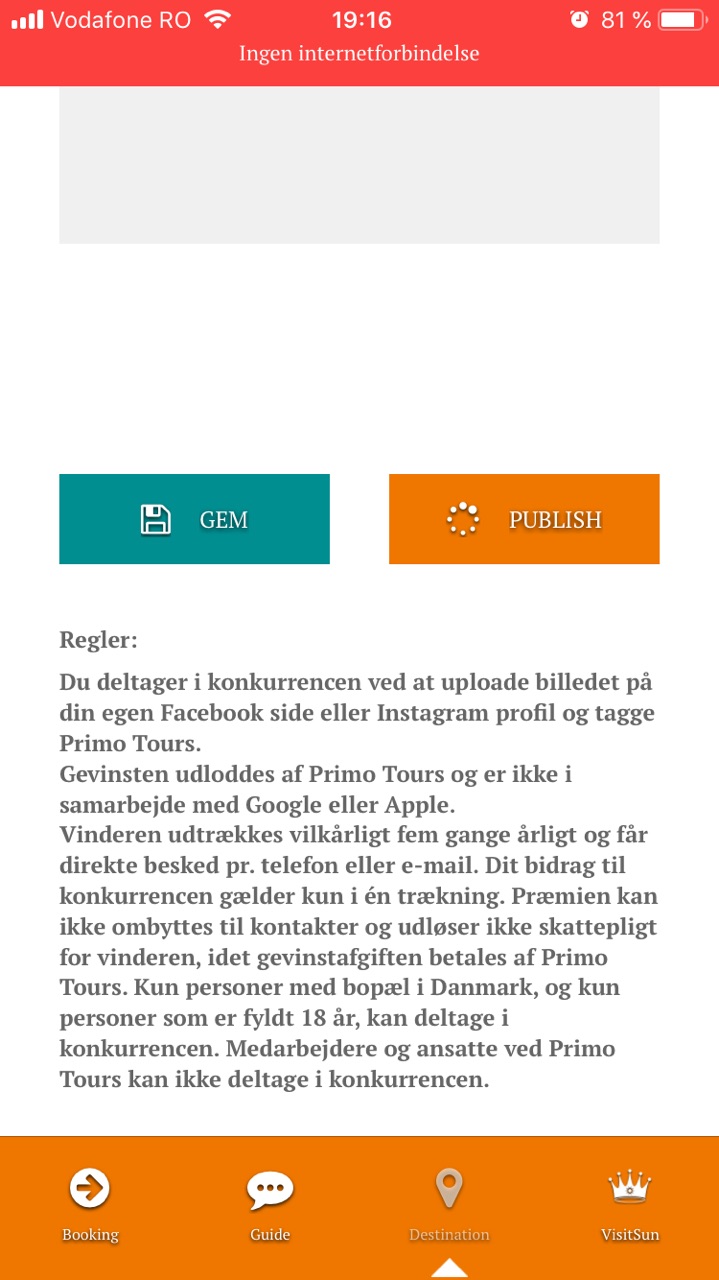 Vodafone RO 19:16 81 %
Ingen internetforbindelse
GEM PUBLISH
Regler:
Du deltager i konkurrencen ved at uploade billedet på
din egen Facebook side eller Instagram profil og tagge
Primo Tours.
Gevinsten udloddes af Primo Tours og er ikke i
samarbejde med Google eller Apple.
Vinderen udtrækkes vilkårligt fem gange årligt og får
direkte besked pr. telefon eller e-mail. Dit bidrag til
konkurrencen gælder kun i én trækning. Præmien kan
ikke ombyttes til kontakter og udløser ikke skattepligt
for vinderen, idet gevinstafgiften betales af Primo
Tours. Kun personer med bopæl i Danmark, og kun
personer som er fyldt 18 år, kan deltage i
konkurrencen. Medarbejdere og ansatte ved Primo
Tours kan ikke deltage i konkurrencen.
Booking Guide Destination VisitSun